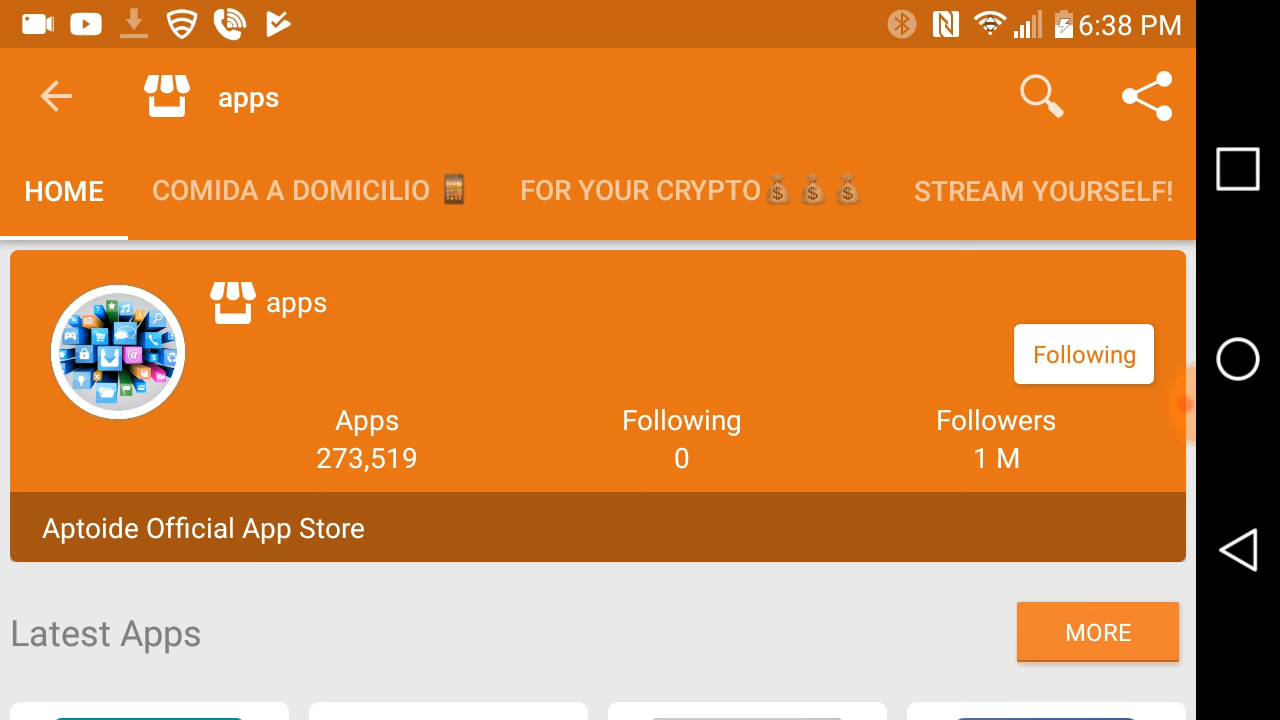 6:38 PM
apps
HOME COMIDA A DOMICILIO FOR YOUR CRYPTO💰💰💰 STREAM YOURSELF!
apps
Following
Apps Following Followers
273,519 0 1 M
Aptoide Official App Store
Latest Apps MORE